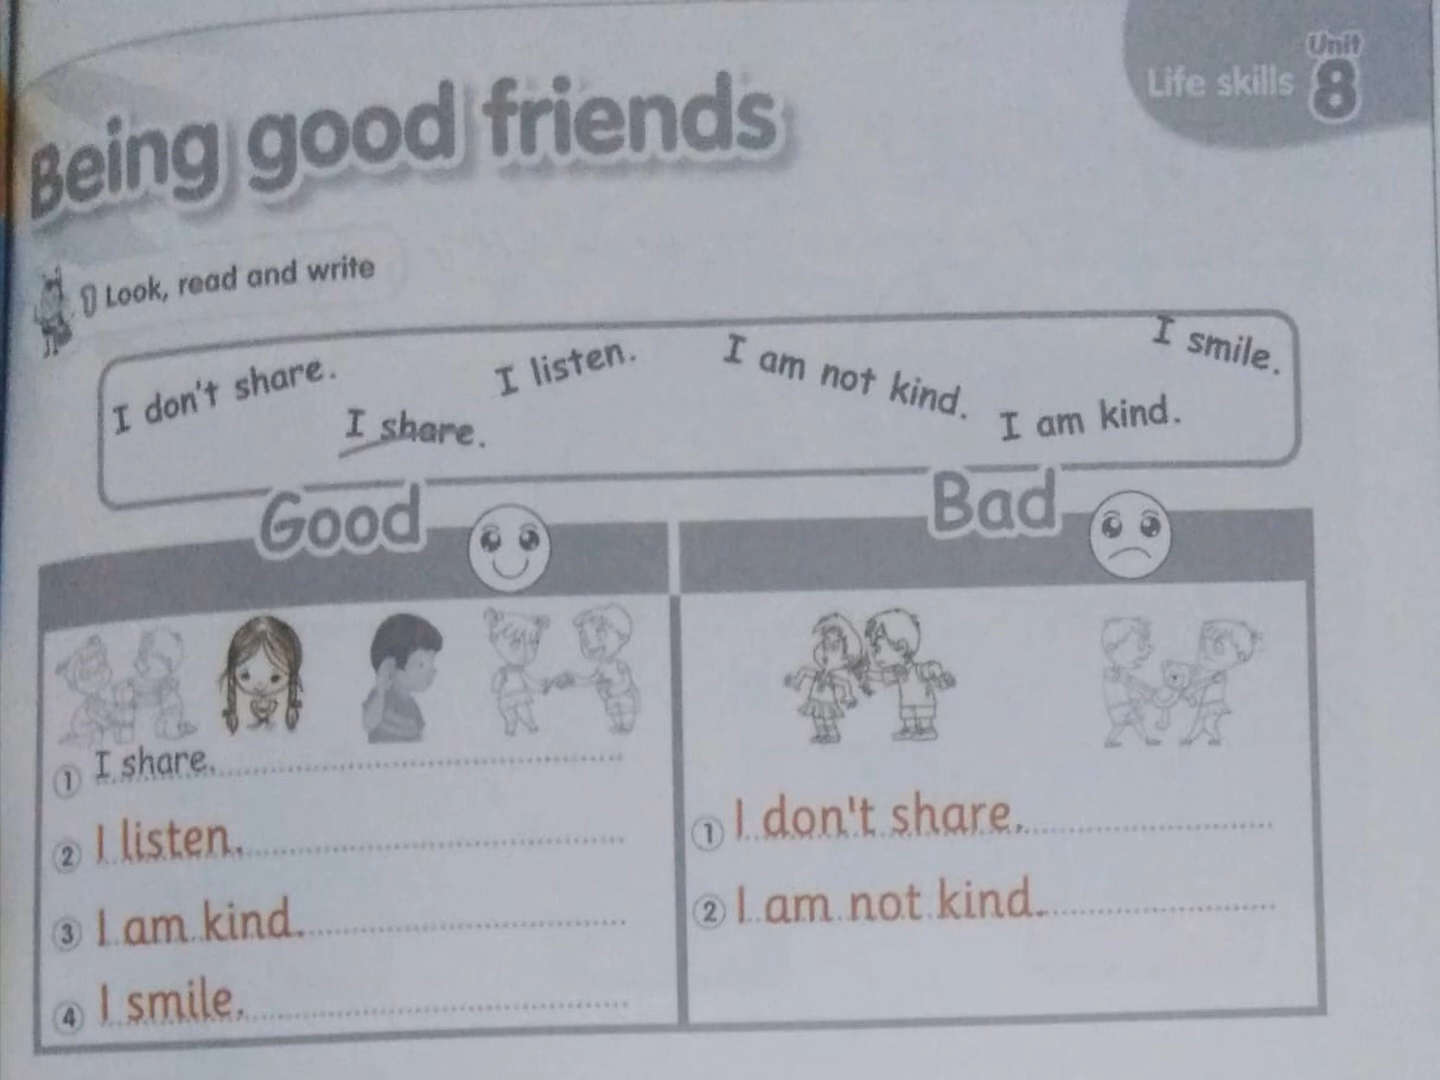 Unit
Life skills 8
Being good friends
Look, read and write
I don't share.
I share.
I listen.
I am not kind.
I am kind.
I smile.
Good
Bad
1 I share.
2 I listen.
3 I am kind.
4 I smile.
1 I don't share.
2 I am not kind.